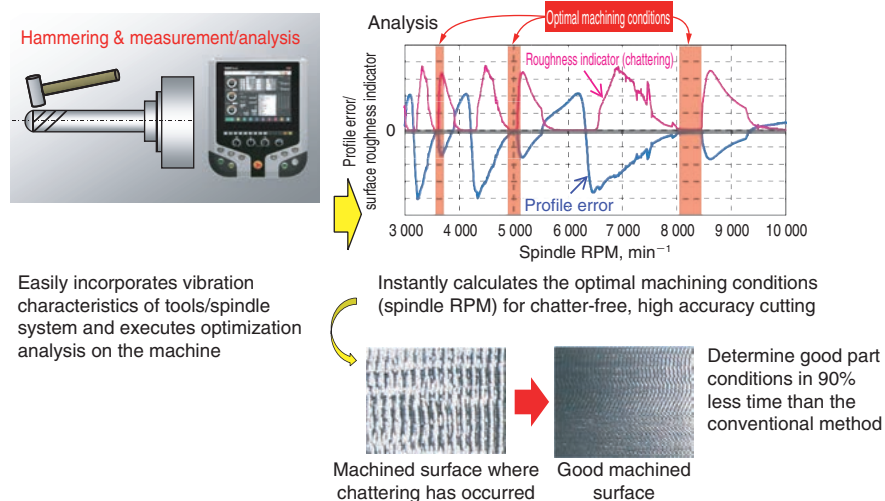 Hammering & measurement/analysis
Analysis
Optimal machining conditions
Roughness indicator (chattering)
Profile error/
surface roughness indicator
0
Profile error
3 000 4 000 5 000 6 000 7 000 8 000 9 000 10 000
Spindle RPM, min⁻¹
Easily incorporates vibration
characteristics of tools/spindle
system and executes optimization
analysis on the machine
Instantly calculates the optimal machining conditions
(spindle RPM) for chatter-free, high accuracy cutting
Determine good part
conditions in 90%
less time than the
conventional method
Machined surface where
chattering has occurred
Good machined
surface